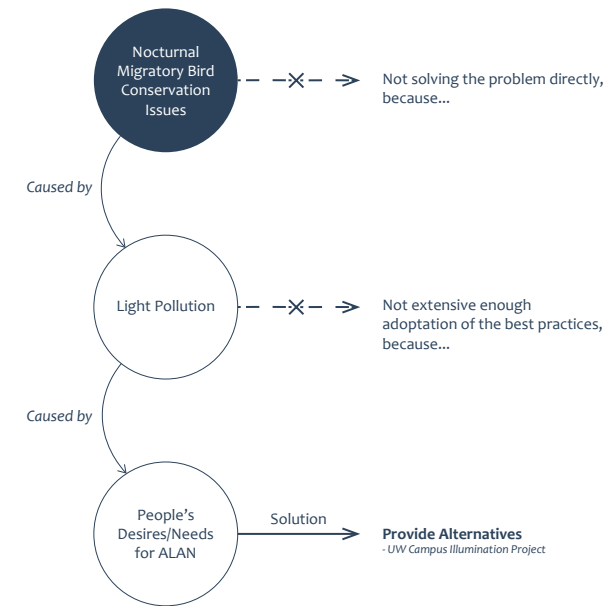 Nocturnal
Migratory Bird
Conservation
Issues
Not solving the problem directly,
because...
Caused by
Light Pollution
Not extensive enough
adoptation of the best practices,
because...
Caused by
People’s
Desires/Needs
for ALAN
Solution
Provide Alternatives
- UW Campus Illumination Project